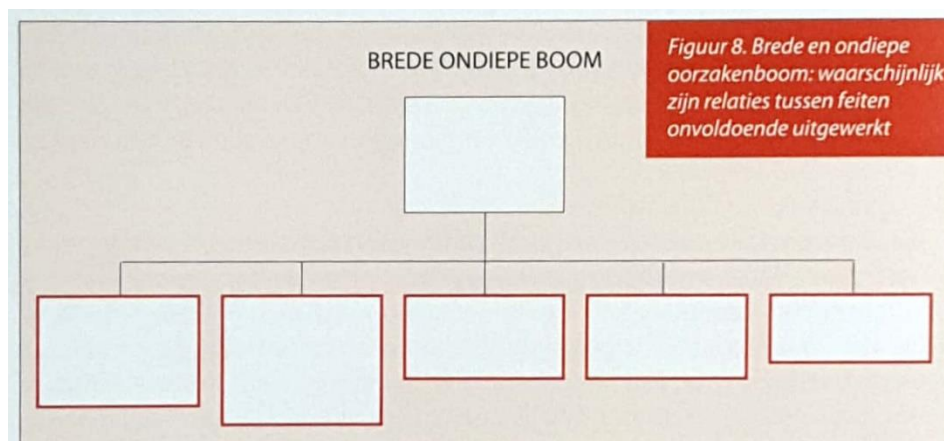 BREDE ONDIEPE BOOM
Figuur 8. Brede en ondiepe
oorzakenboom: waarschijnlijk
zijn relaties tussen feiten
onvoldoende uitgewerkt